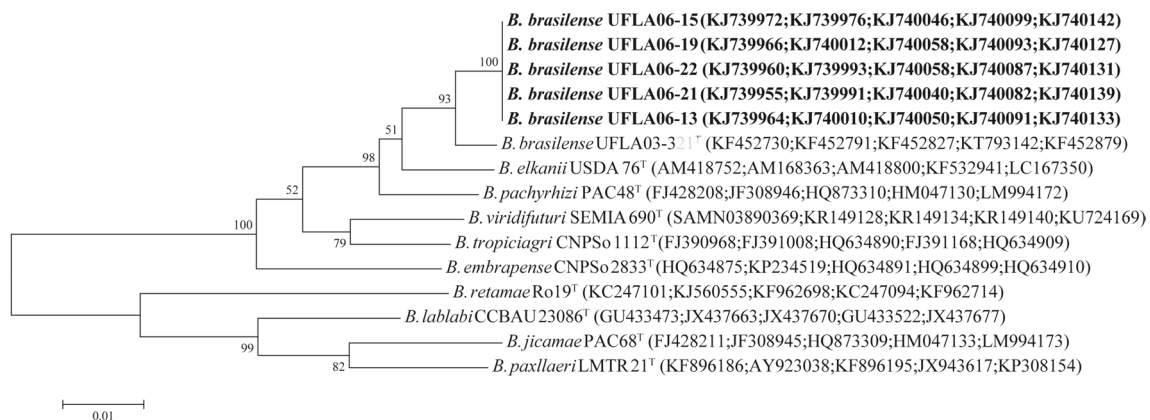 B. brasilense UFLA06-15(KJ739972;KJ739976;KJ740046;KJ740099;KJ740142)
B. brasilense UFLA06-19(KJ739966;KJ740012;KJ740058;KJ740093;KJ740127)
100
B. brasilense UFLA06-22 (KJ739960;KJ739993;KJ740058;KJ740087;KJ740131)
93
B. brasilense UFLA06-21(KJ739955;KJ739991;KJ740040;KJ740082;KJ740139)
B. brasilense UFLA06-13 (KJ739964;KJ740010;KJ740050;KJ740091;KJ740133)
51
B. brasilense UFLA03-321ᵀ (KF452730;KF452791;KF452827;KT793142;KF452879)
98
B. elkanii USDA 76ᵀ (AM418752;AM168363;AM418800;KF532941;LC167350)
52
B. pachyrhizi PAC48ᵀ (FJ428208;JF308946;HQ873310;HM047130;LM994172)
100
B. viridifuturi SEMIA 690ᵀ (SAMN03890369;KR149128;KR149134;KR149140;KU724169)
79
B. tropiciagri CNPSo 1112ᵀ(FJ390968;FJ391008;HQ634890;FJ391168;HQ634909)
B. embrapense CNPSo 2833ᵀ(HQ634875;KP234519;HQ634891;HQ634899;HQ634910)
B. retamae Ro19ᵀ (KC247101;KJ560555;KF962698;KC247094;KF962714)
B. lablabi CCBAU 23086ᵀ (GU433473;JX437663;JX437670;GU433522;JX437677)
99
B. jicamae PAC68ᵀ (FJ428211;JF308945;HQ873309;HM047133;LM994173)
82
B. paxllaeri LMTR 21ᵀ (KF896186;AY923038;KF896195;JX943617;KP308154)
0.01